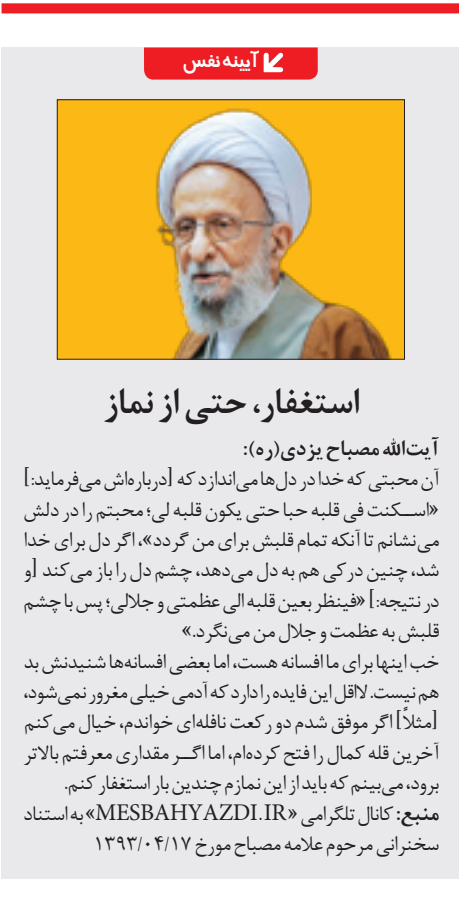 آیینه نفس
استغفار، حتی از نماز
آیت‌الله مصباح یزدی(ره):
آن محبتی که خدا در دل‌ها می‌اندازد که [درباره‌اش می‌فرماید:]
«اسـکنت فی قلبه حبا حتی یکون قلبه لی؛ محبتم را در دلش
می‌نشانم تا آنکه تمام قلبش برای من گردد»، اگر دل برای خدا
شد، چنین درکی هم به دل می‌دهد، چشم دل را باز می‌کند [و
در نتیجه:] «فینظر بعین قلبه الی عظمتی و جلالی؛ پس با چشم
قلبش به عظمت و جلال من می‌نگرد.»
خب اینها برای ما افسانه هست، اما بعضی افسانه‌ها شنیدنش بد
هم نیست. لااقل این فایده را دارد که آدمی خیلی مغرور نمی‌شود،
[مثلاً] اگر موفق شدم دو رکعت نافله‌ای خواندم، خیال می‌کنم
آخرین قله کمال را فتح کرده‌ام، اما اگـر مقداری معرفتم بالاتر
برود، می‌بینم که باید از این نمازم چندین بار استغفار کنم.
منبع: کانال تلگرامی «MESBAHYAZDI.IR» به استناد
سخنرانی مرحوم علامه مصباح مورخ ۱۳۹۳/۰۴/۱۷